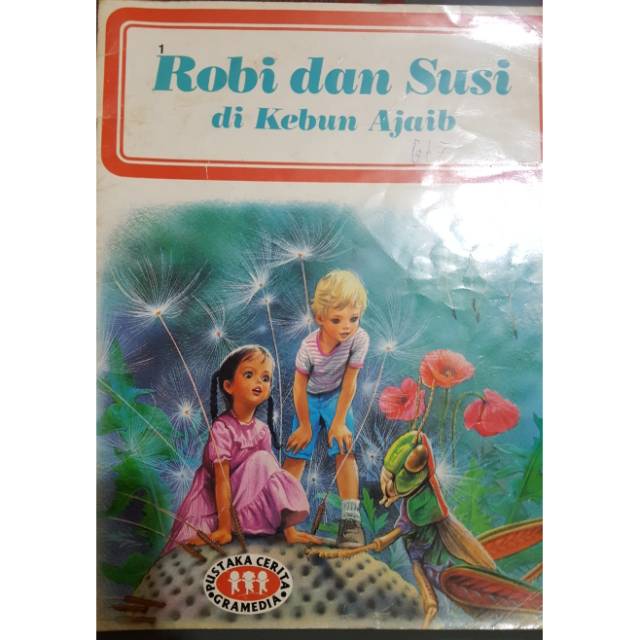 1
Robi dan Susi
di Kebun Ajaib
PUSTAKA CERITA
GRAMEDIA